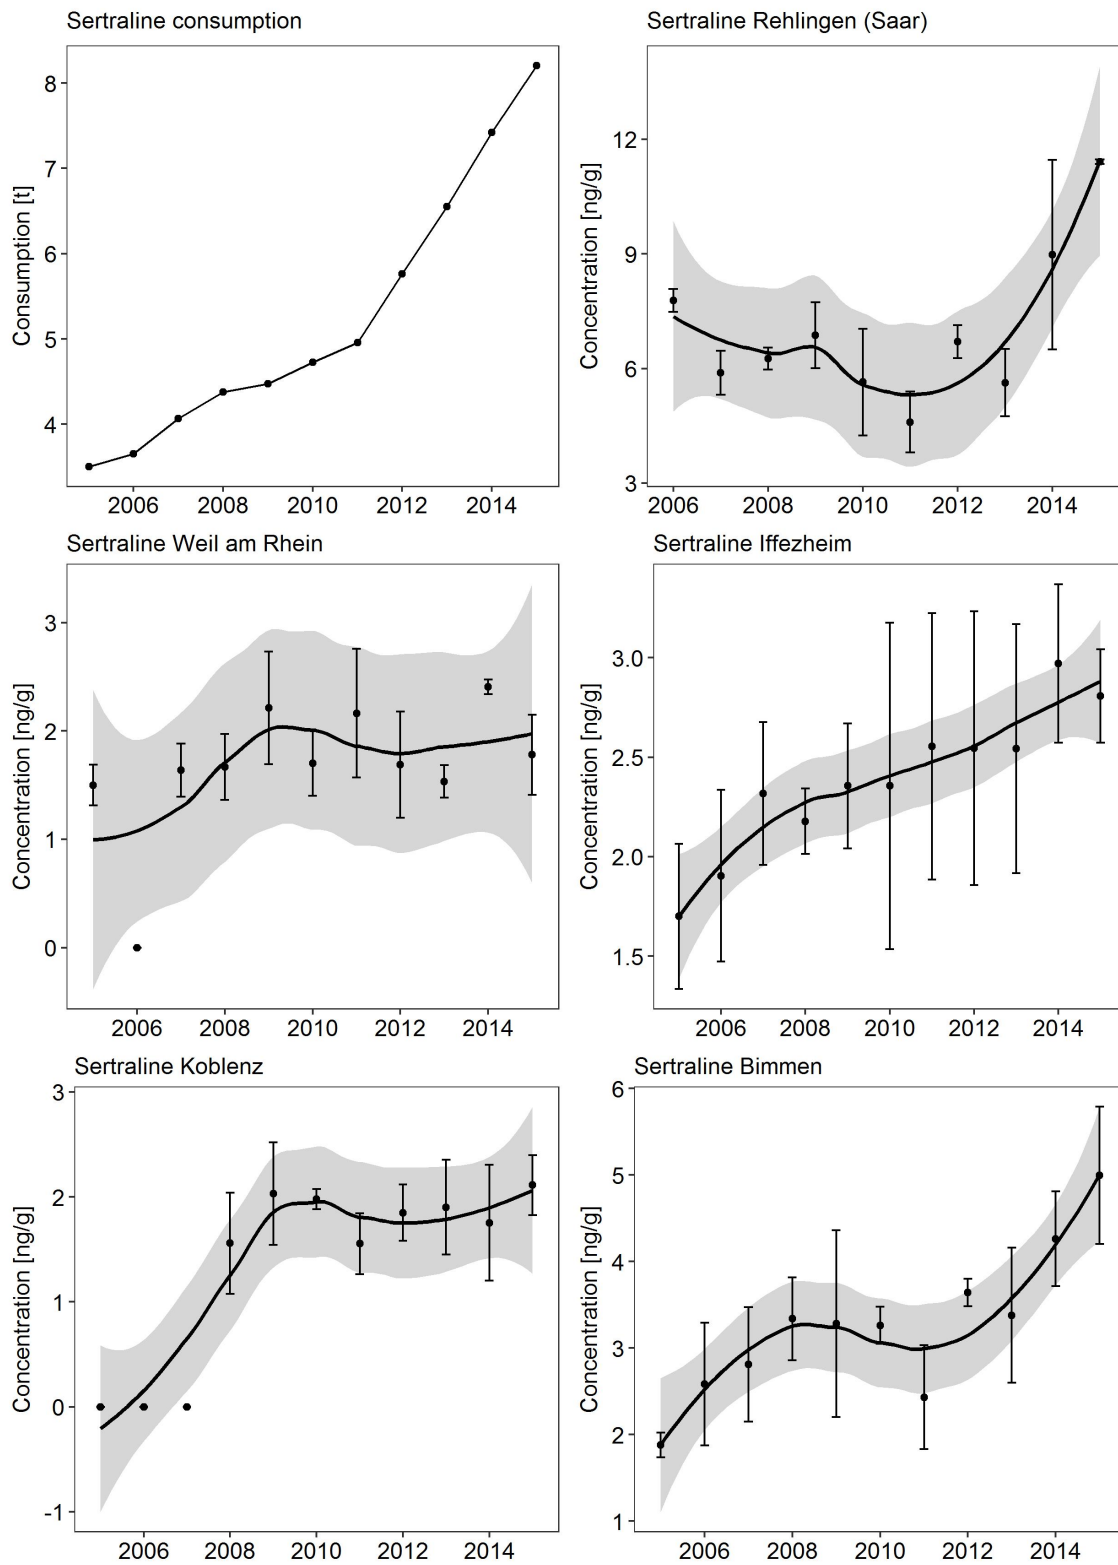 Sertraline consumption
Consumption [t]
8
7
6
5
4
2006 2008 2010 2012 2014
Sertraline Rehlingen (Saar)
Concentration [ng/g]
12
9
6
3
2006 2008 2010 2012 2014
Sertraline Weil am Rhein
Concentration [ng/g]
3
2
1
0
2006 2008 2010 2012 2014
Sertraline Iffezheim
Concentration [ng/g]
3.0
2.5
2.0
1.5
2006 2008 2010 2012 2014
Sertraline Koblenz
Concentration [ng/g]
3
2
1
0
-1
2006 2008 2010 2012 2014
Sertraline Bimmen
Concentration [ng/g]
6
5
4
3
2
1
2006 2008 2010 2012 2014